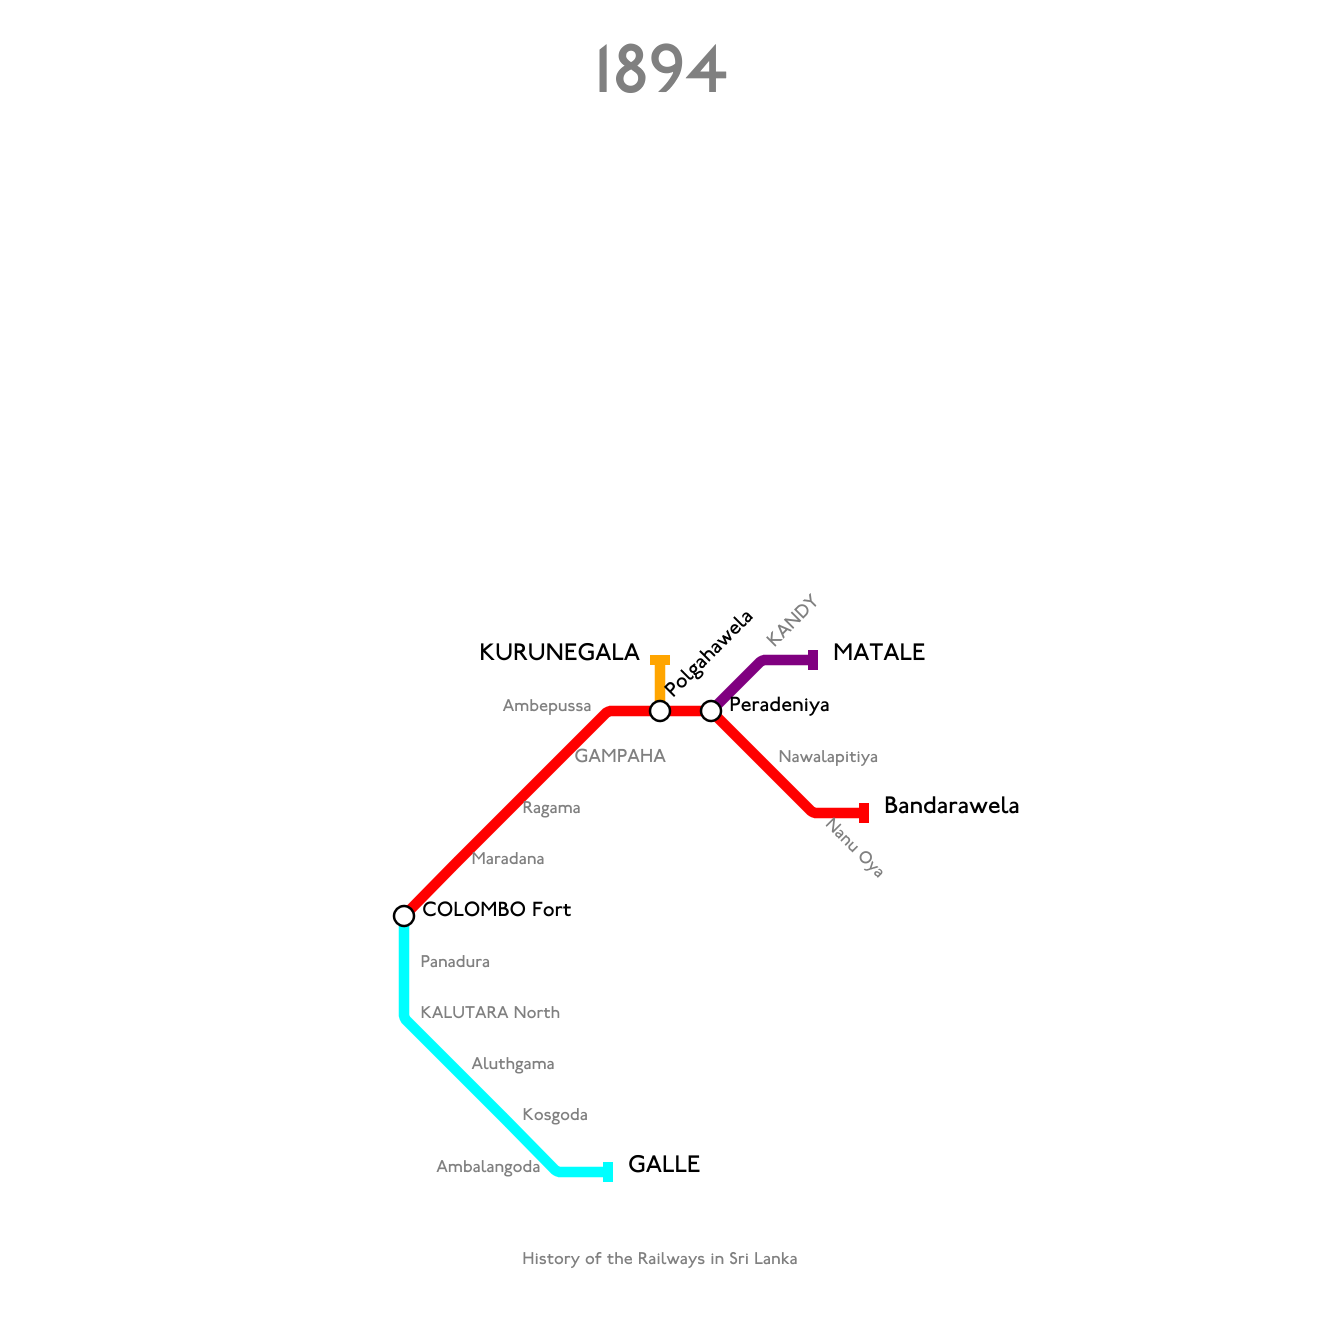 1894
KANDY
Polgahawela
KURUNEGALA
MATALE
Ambepussa
Peradeniya
GAMPAHA
Nawalapitiya
Ragama
Bandarawela
Nanu Oya
Maradana
COLOMBO Fort
Panadura
KALUTARA North
Aluthgama
Kosgoda
Ambalangoda
GALLE
History of the Railways in Sri Lanka